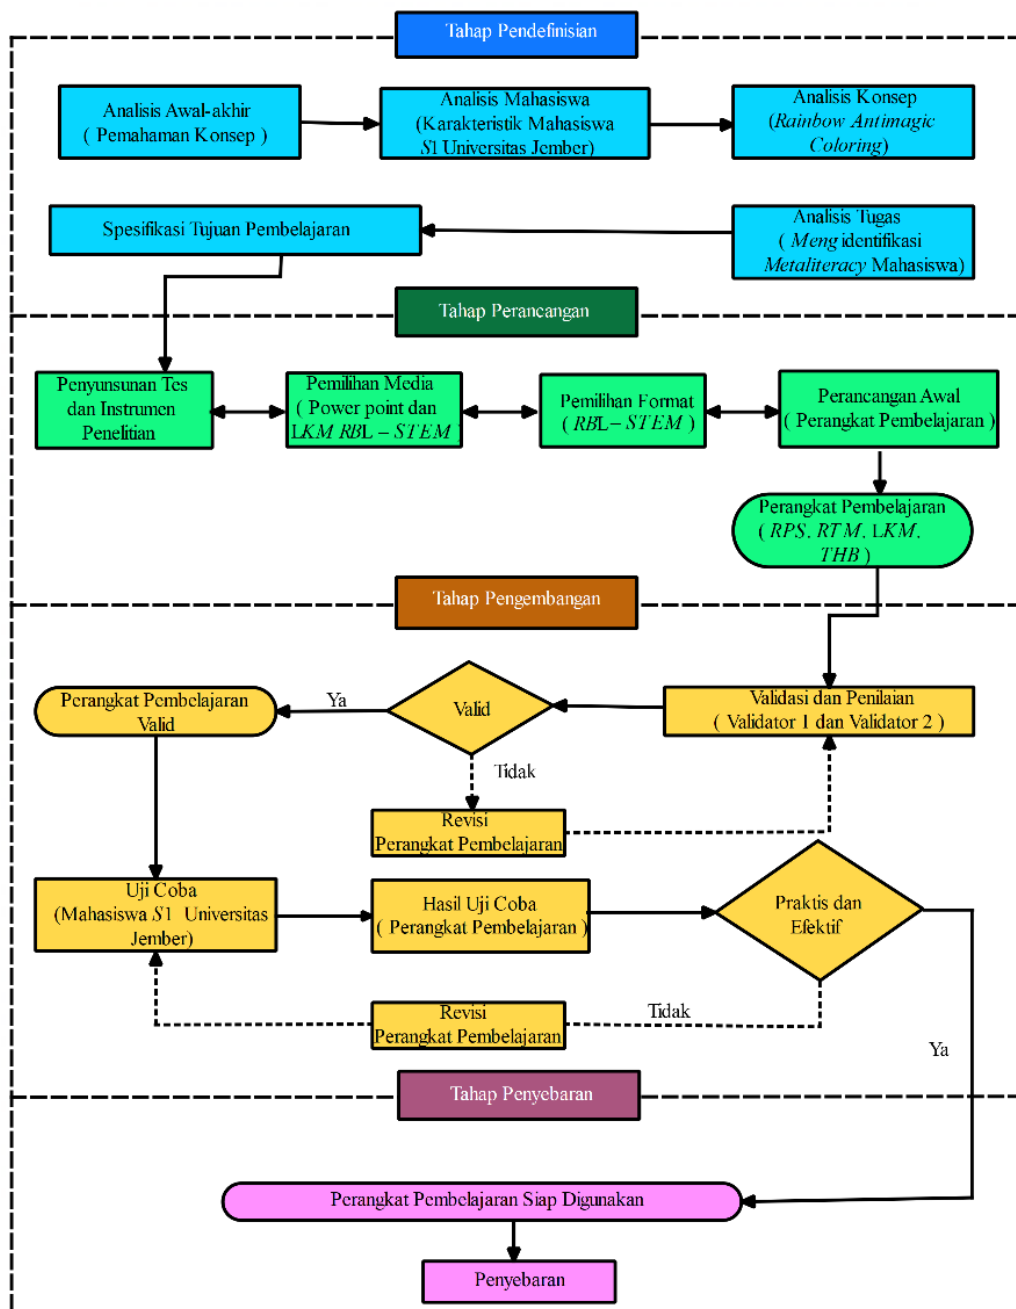 Tahap Pendefinisian
Analisis Awal-akhir
( Pemahaman Konsep )
Analisis Mahasiswa
(Karakteristik Mahasiswa
S1 Universitas Jember)
Analisis Konsep
(Rainbow Antimagic
Coloring)
Spesifikasi Tujuan Pembelajaran
Analisis Tugas
( Mengidentifikasi
Metaliteracy Mahasiswa)
Tahap Perancangan
Penyunsunan Tes
dan Instrumen
Penelitian
Pemilihan Media
( Power point dan
LKM RBL – STEM )
Pemilihan Format
( RBL – STEM )
Perancangan Awal
( Perangkat Pembelajaran )
Perangkat Pembelajaran
( RPS, RTM, LKM,
THB )
Tahap Pengembangan
Perangkat Pembelajaran
Valid
Ya
Valid
Validasi dan Penilaian
( Validator 1 dan Validator 2 )
Tidak
Revisi
Perangkat Pembelajaran
Uji Coba
(Mahasiswa S1 Universitas
Jember)
Hasil Uji Coba
( Perangkat Pembelajaran )
Praktis dan
Efektif
Revisi
Perangkat Pembelajaran
Tidak
Ya
Tahap Penyebaran
Perangkat Pembelajaran Siap Digunakan
Penyebaran